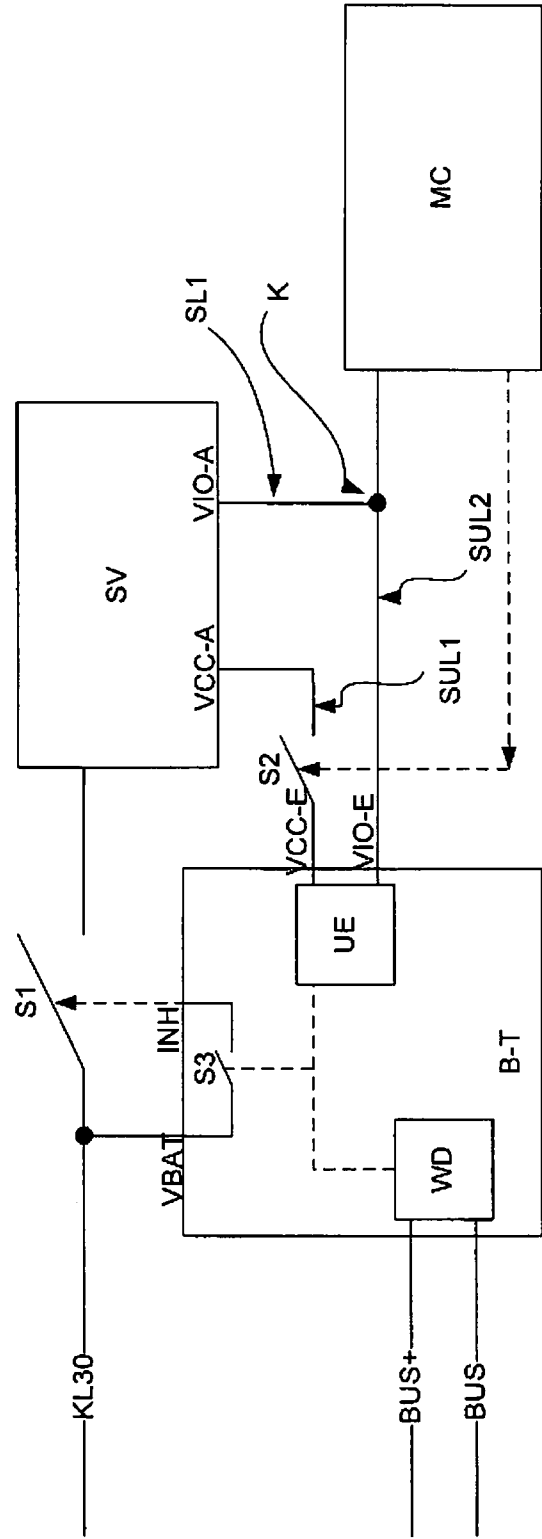 KL30
S1
SV
VCC-A
VIO-A
SL1
K
MC
VBAT
INH
S3
S2
VCC-E
VIO-E
SUL1
SUL2
UE
WD
B-T
BUS+
BUS-